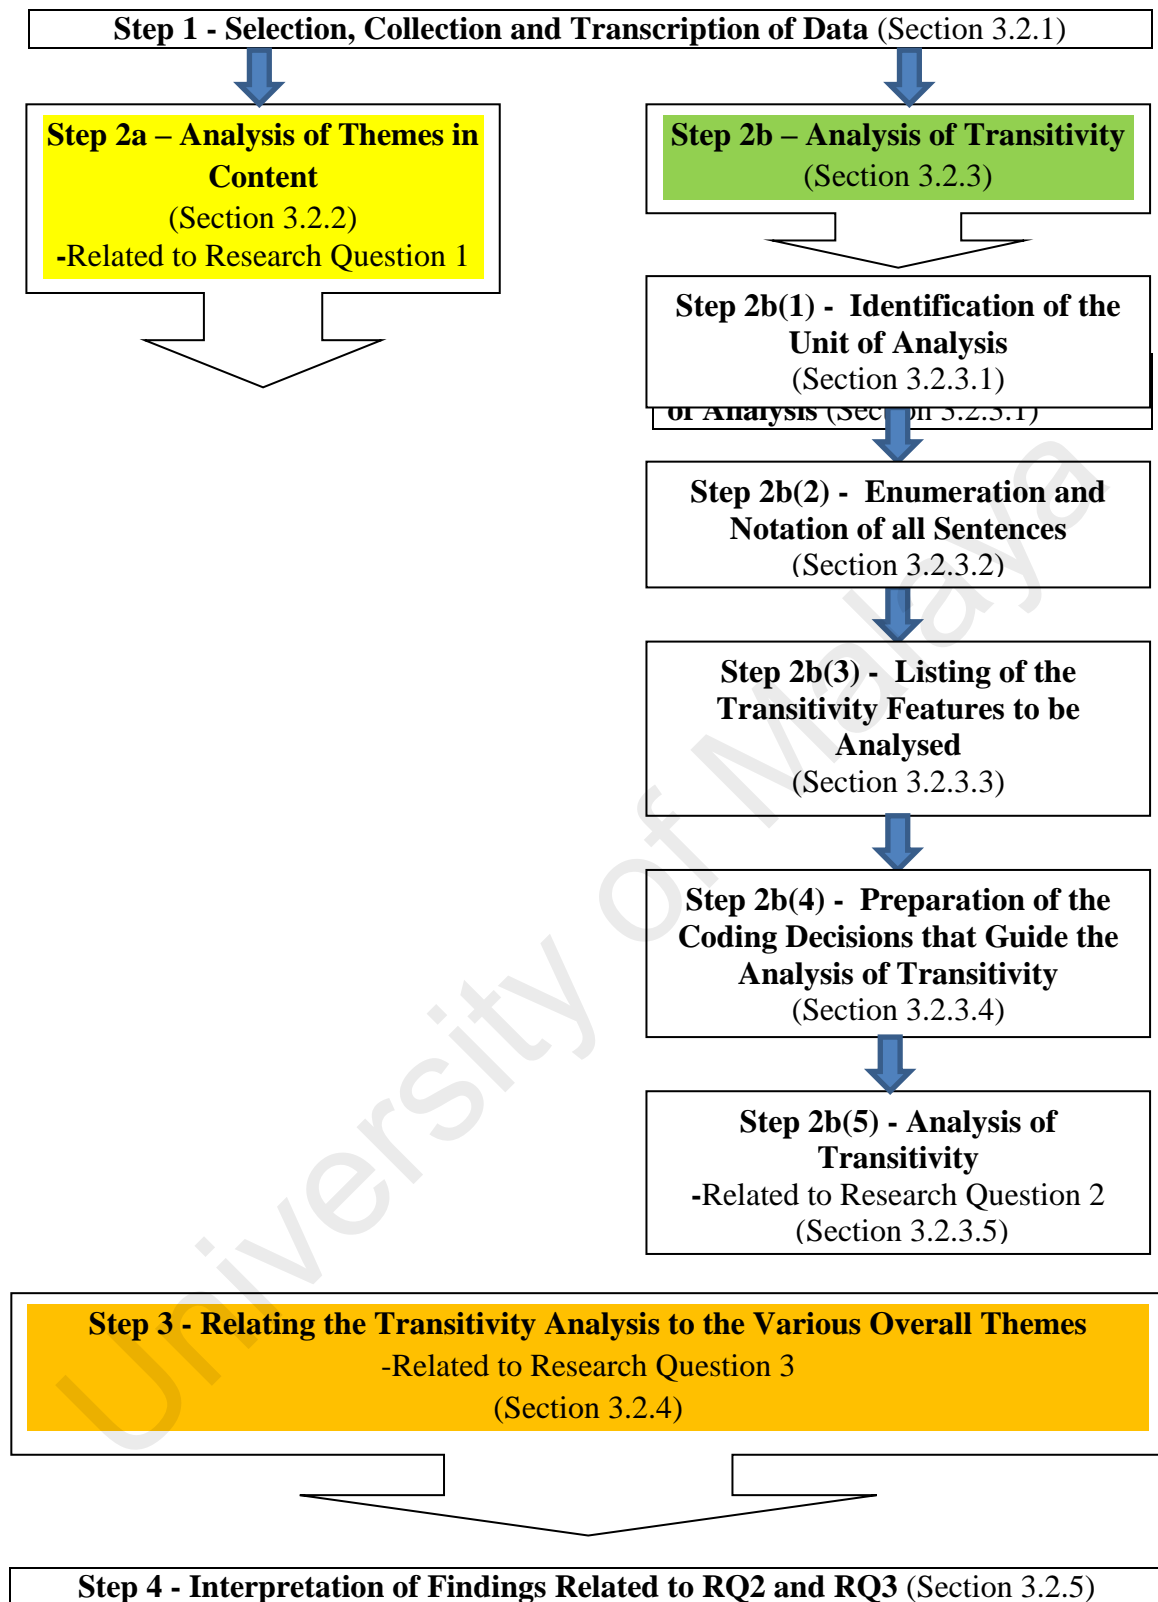 Step 1 - Selection, Collection and Transcription of Data (Section 3.2.1)
Step 2a – Analysis of Themes in
Content
(Section 3.2.2)
-Related to Research Question 1
Step 2b – Analysis of Transitivity
(Section 3.2.3)
Step 2b(1) - Identification of the
Unit of Analysis
(Section 3.2.3.1)
of Analysis (Section 3.2.3.1)
Step 2b(2) - Enumeration and
Notation of all Sentences
(Section 3.2.3.2)
Step 2b(3) - Listing of the
Transitivity Features to be
Analysed
(Section 3.2.3.3)
Step 2b(4) - Preparation of the
Coding Decisions that Guide the
Analysis of Transitivity
(Section 3.2.3.4)
Step 2b(5) - Analysis of
Transitivity
-Related to Research Question 2
(Section 3.2.3.5)
Step 3 - Relating the Transitivity Analysis to the Various Overall Themes
-Related to Research Question 3
(Section 3.2.4)
Step 4 - Interpretation of Findings Related to RQ2 and RQ3 (Section 3.2.5)
University of Malaya